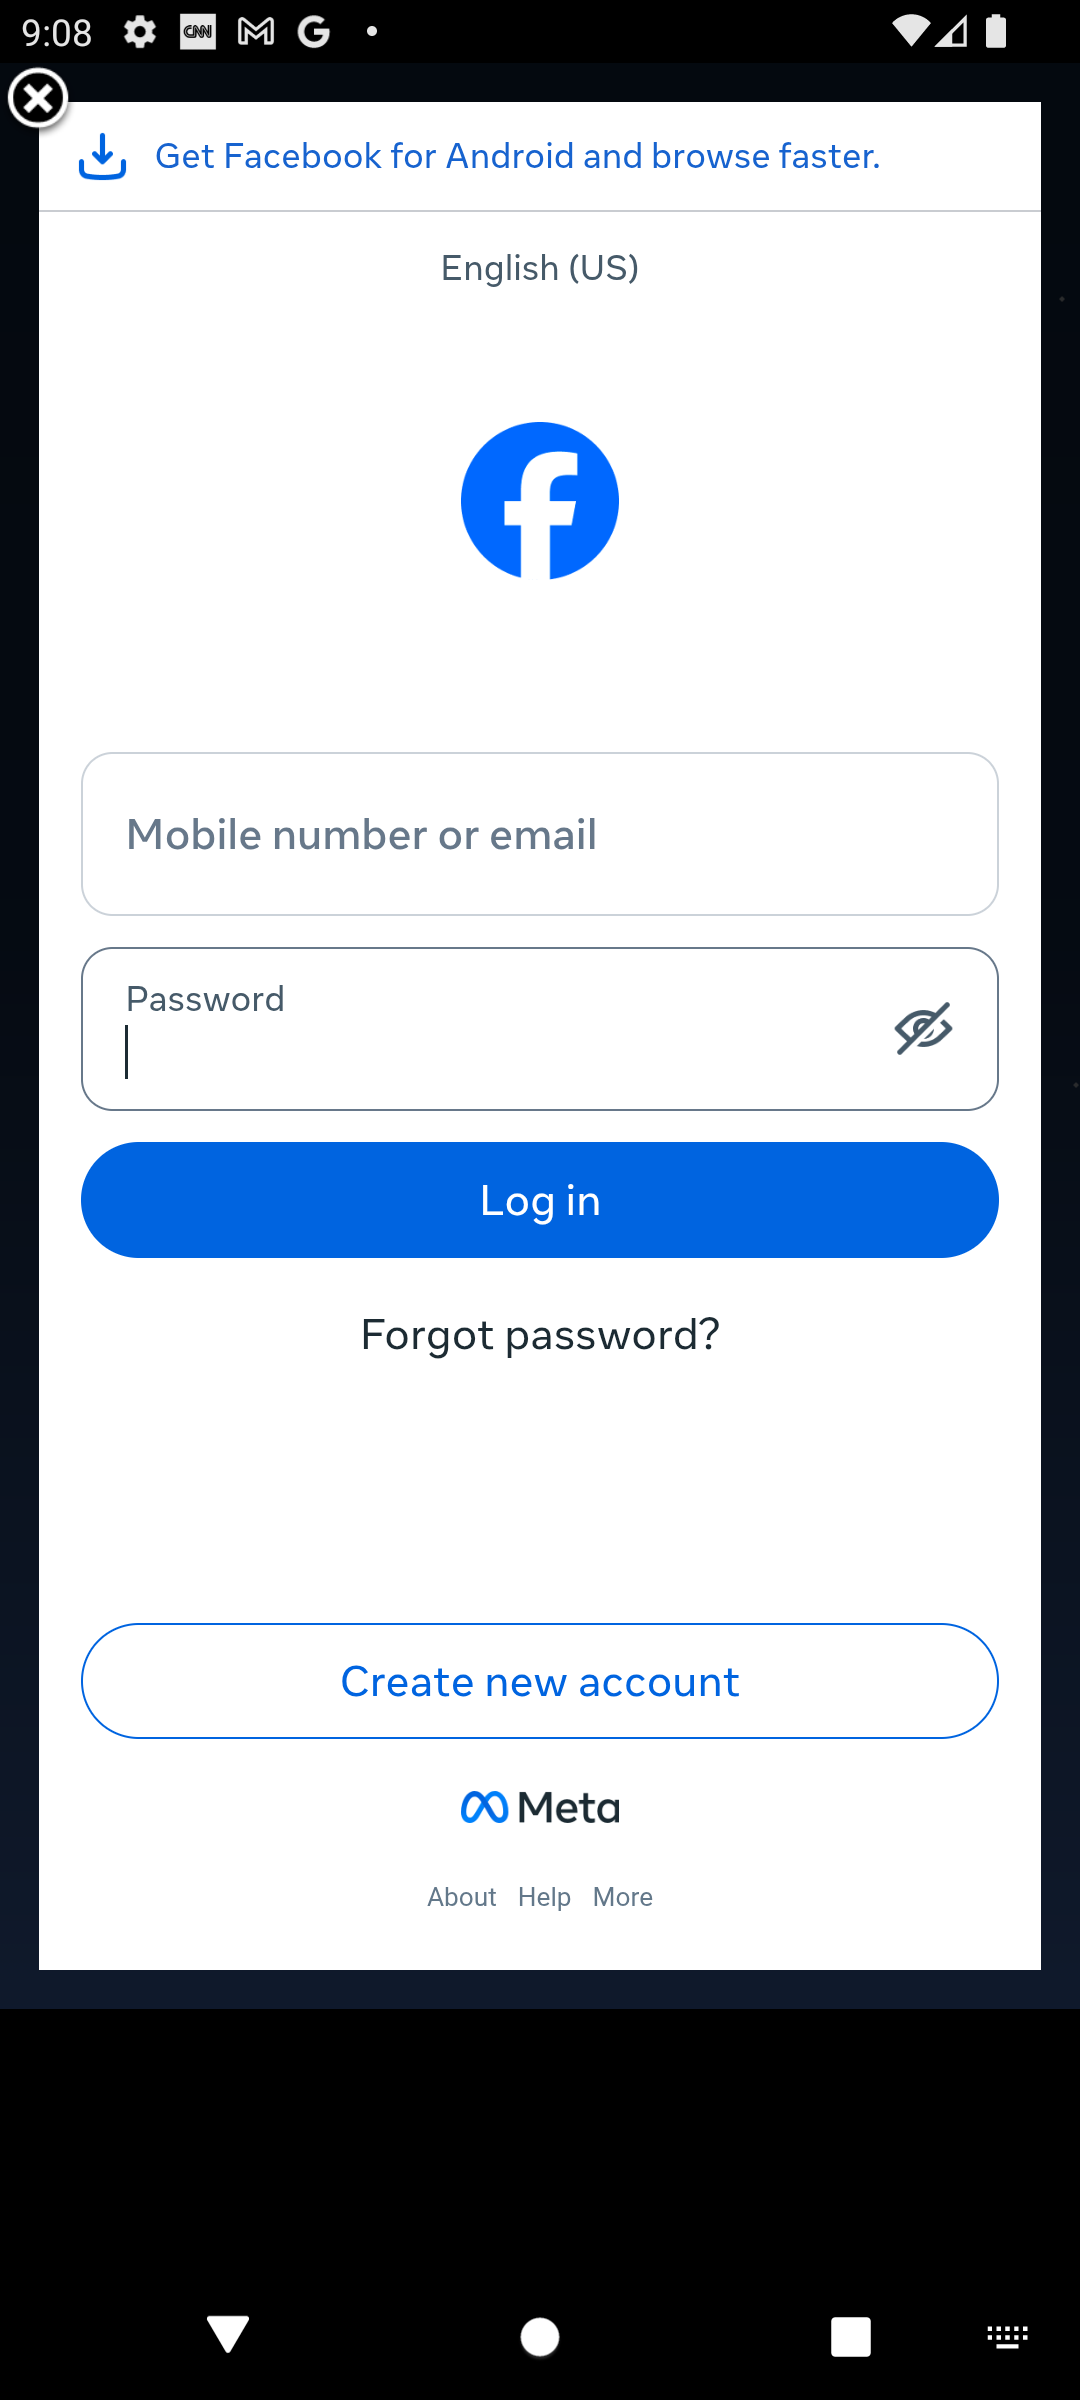 9:08
CNN
Get Facebook for Android and browse faster.
English (US)
Mobile number or email
Password
Log in
Forgot password?
Create new account
Meta
About Help More